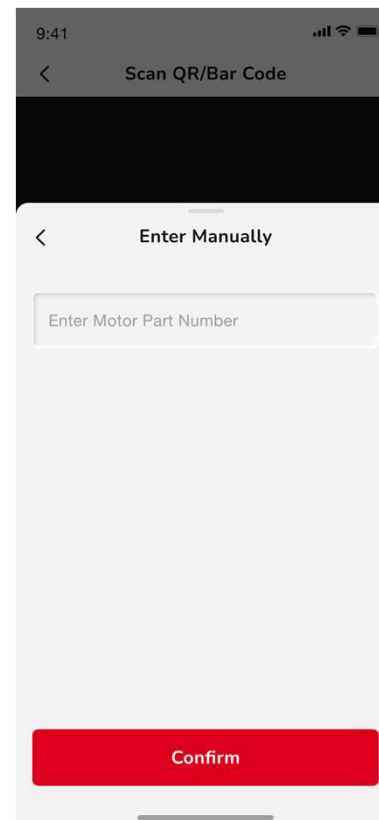 9:41
Scan QR/Bar Code
Enter Manually
Enter Motor Part Number
Confirm